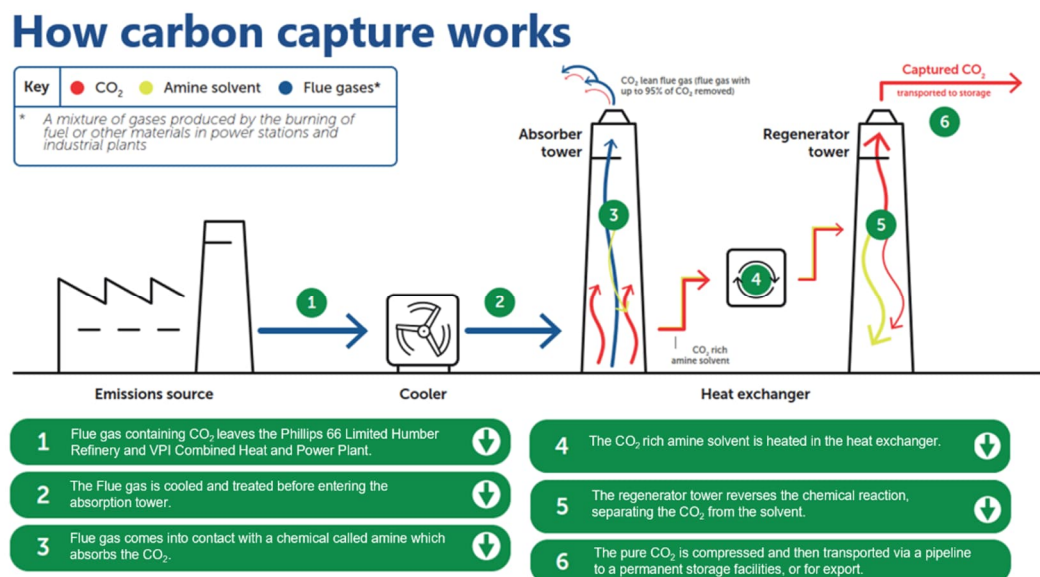 How carbon capture works
Key CO₂ Amine solvent Flue gases*
* A mixture of gases produced by the burning of
fuel or other materials in power stations and
industrial plants
CO₂ lean flue gas (flue gas with
up to 95% of CO₂ removed)
Captured CO₂
transported to storage
6
Absorber
tower
Regenerator
tower
3
5
4
1
2
CO₂ rich
amine solvent
Emissions source
Cooler
Heat exchanger
1 Flue gas containing CO₂ leaves the Phillips 66 Limited Humber
Refinery and VPI Combined Heat and Power Plant.
2 The Flue gas is cooled and treated before entering the
absorption tower.
3 Flue gas comes into contact with a chemical called amine which
absorbs the CO₂.
4 The CO₂ rich amine solvent is heated in the heat exchanger.
5 The regenerator tower reverses the chemical reaction,
separating the CO₂ from the solvent.
6 The pure CO₂ is compressed and then transported via a pipeline
to a permanent storage facilities, or for export.